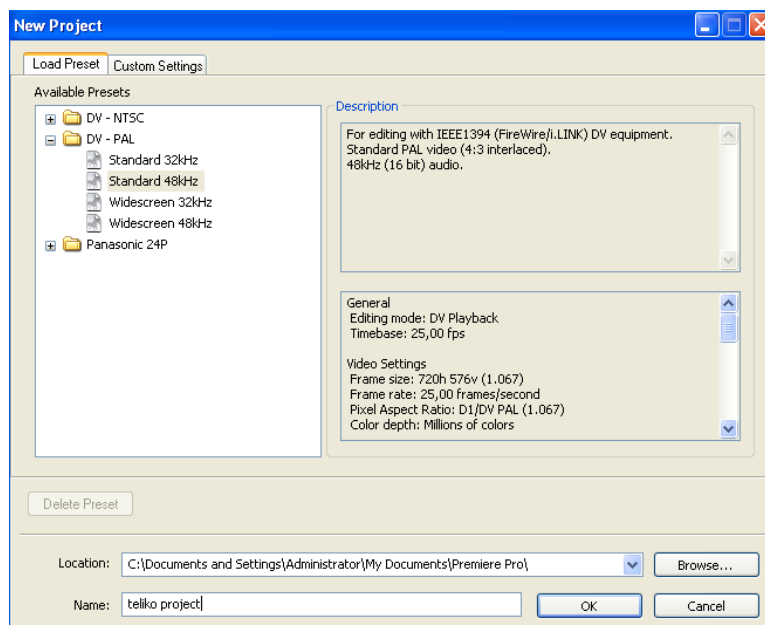 New Project
Load Preset
Custom Settings
Available Presets
DV - NTSC
DV - PAL
Standard 32kHz
Standard 48kHz
Widescreen 32kHz
Widescreen 48kHz
Panasonic 24P
Description
For editing with IEEE1394 (FireWire/i.LINK) DV equipment.
Standard PAL video (4:3 interlaced).
48kHz (16 bit) audio.
General
Editing mode: DV Playback
Timebase: 25,00 fps
Video Settings
Frame size: 720h 576v (1.067)
Frame rate: 25,00 frames/second
Pixel Aspect Ratio: D1/DV PAL (1.067)
Color depth: Millions of colors
Delete Preset
Location: C:\Documents and Settings\Administrator\My Documents\Premiere Pro\
Browse...
Name: teliko project
OK
Cancel